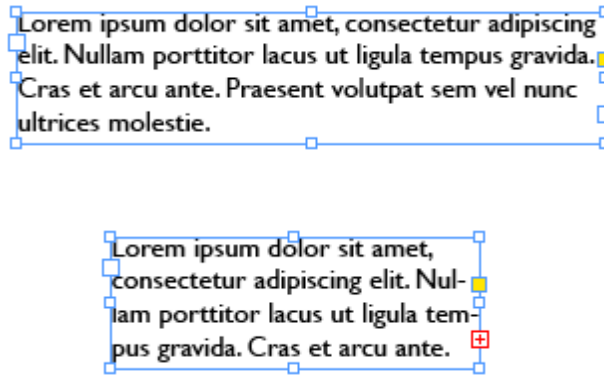 Lorem ipsum dolor sit amet, consectetur adipiscing
elit. Nullam porttitor lacus ut ligula tempus gravida.
Cras et arcu ante. Praesent volutpat sem vel nunc
ultrices molestie.
Lorem ipsum dolor sit amet,
consectetur adipiscing elit. Nul-
lam porttitor lacus ut ligula tem-
pus gravida. Cras et arcu ante.